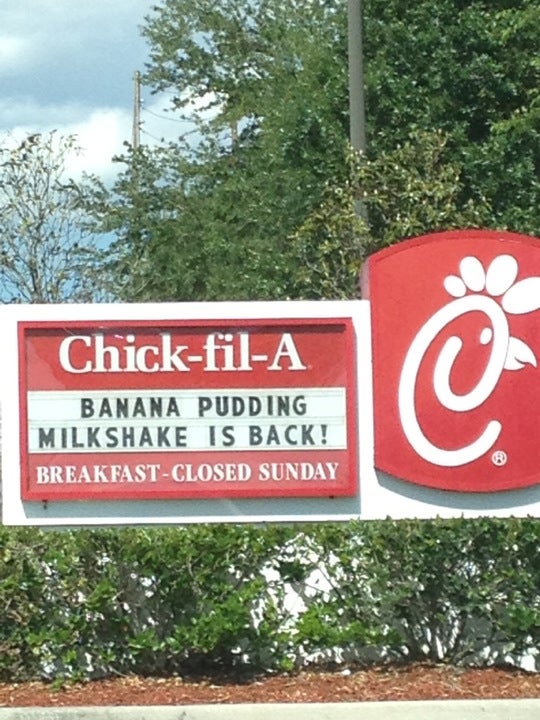 Chick-fil-A
BANANA PUDDING
MILKSHAKE IS BACK!
BREAKFAST-CLOSED SUNDAY
C
®